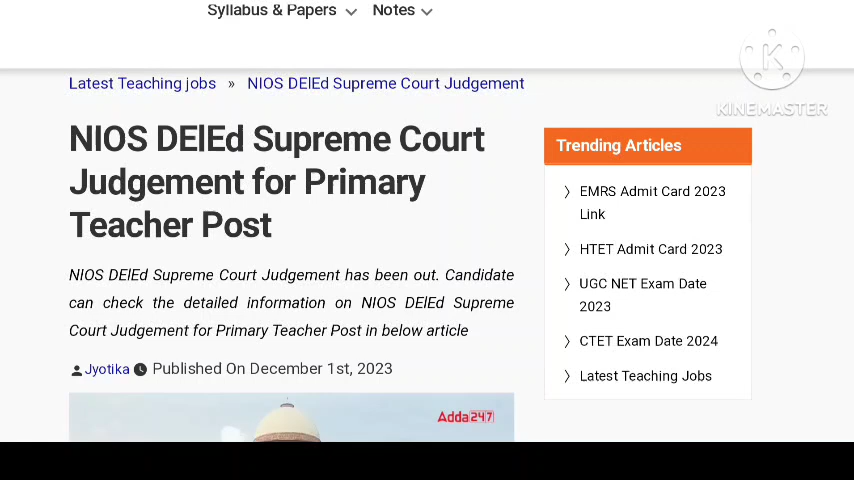 Syllabus & Papers Notes
K
KINEMASTER
Latest Teaching jobs » NIOS DElEd Supreme Court Judgement
NIOS DElEd Supreme Court
Judgement for Primary
Teacher Post
NIOS DElEd Supreme Court Judgement has been out. Candidate
can check the detailed information on NIOS DElEd Supreme
Court Judgement for Primary Teacher Post in below article
Jyotika Published On December 1st, 2023
Adda247
Trending Articles
EMRS Admit Card 2023
Link
HTET Admit Card 2023
UGC NET Exam Date
2023
CTET Exam Date 2024
Latest Teaching Jobs